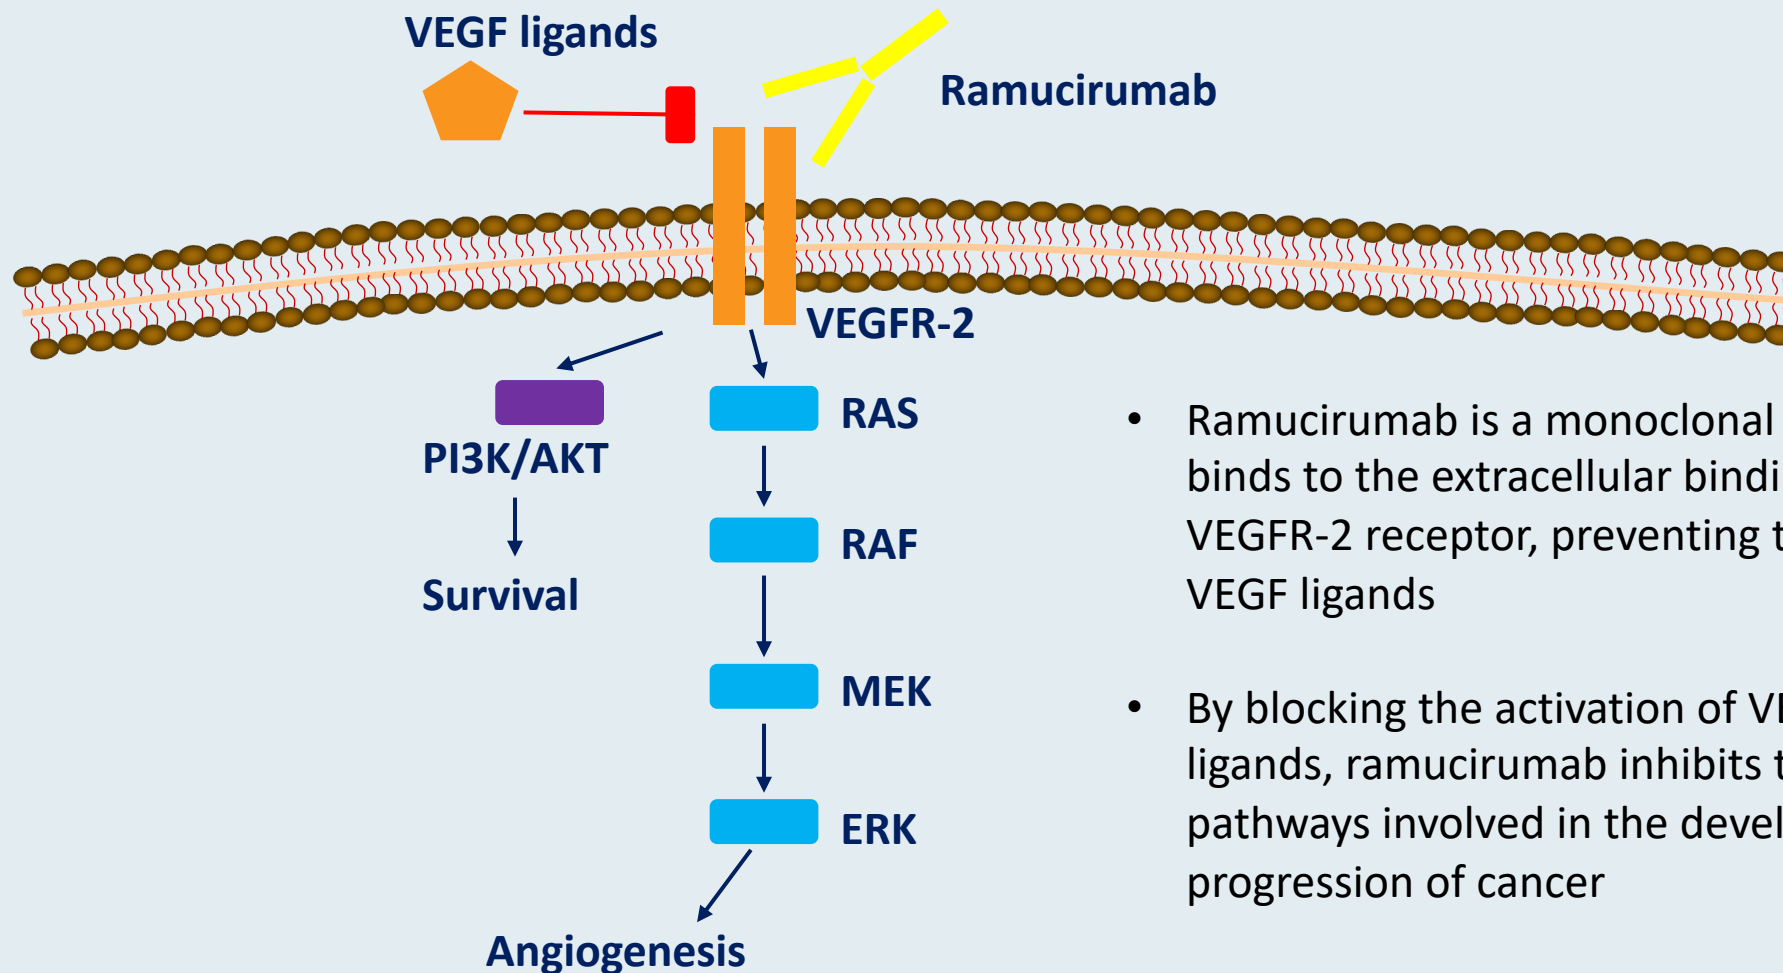 VEGF ligands
Ramucirumab
VEGFR-2
RAS
PI3K/AKT
RAF
Survival
MEK
ERK
Angiogenesis
• Ramucirumab is a monoclonal
binds to the extracellular bindi
VEGFR-2 receptor, preventing t
VEGF ligands
• By blocking the activation of VE
ligands, ramucirumab inhibits t
pathways involved in the devel
progression of cancer